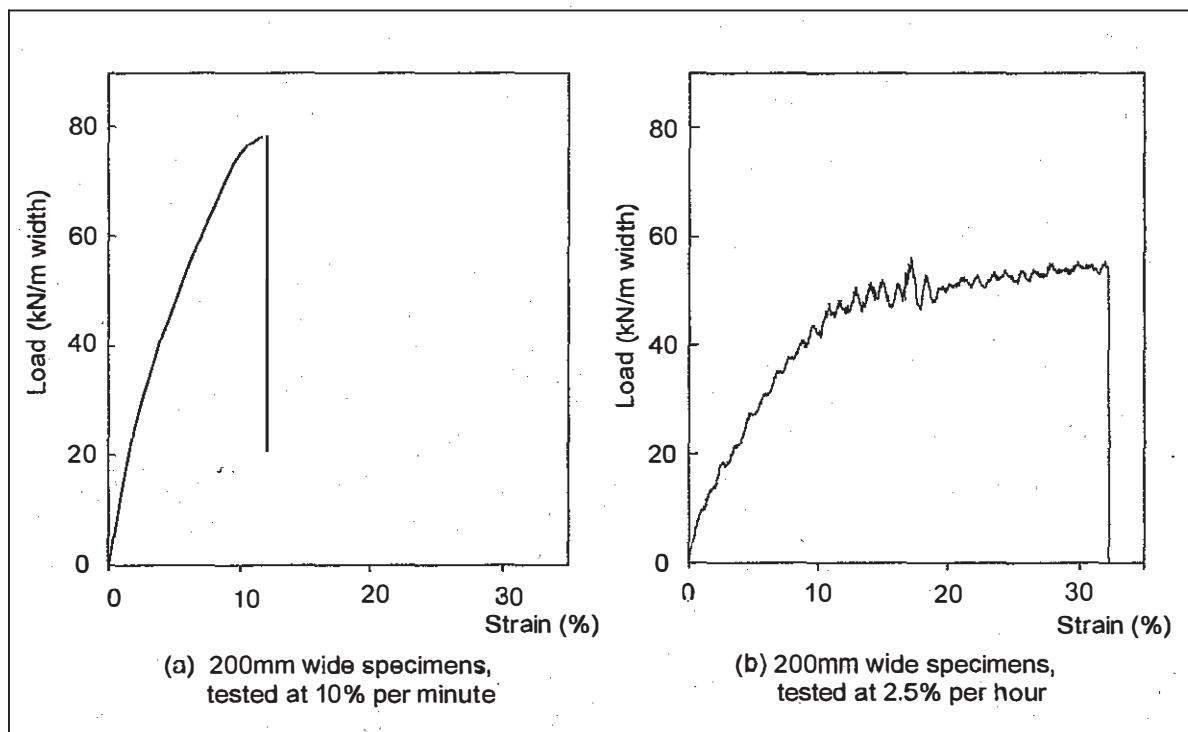 80
60
40
20
0
Load (kN/m width)
0
10
20
30
Strain (%)
(a) 200mm wide specimens,
tested at 10% per minute
80
60
40
20
0
Load (kN/m width)
0
10
20
30
Strain (%)
(b) 200mm wide specimens,
tested at 2.5% per hour